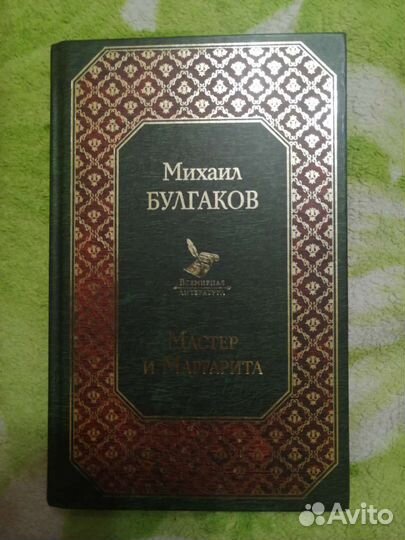 Михаил
БУЛГАКОВ
Всемирная
литература
Мастер
и Маргарита
Avito